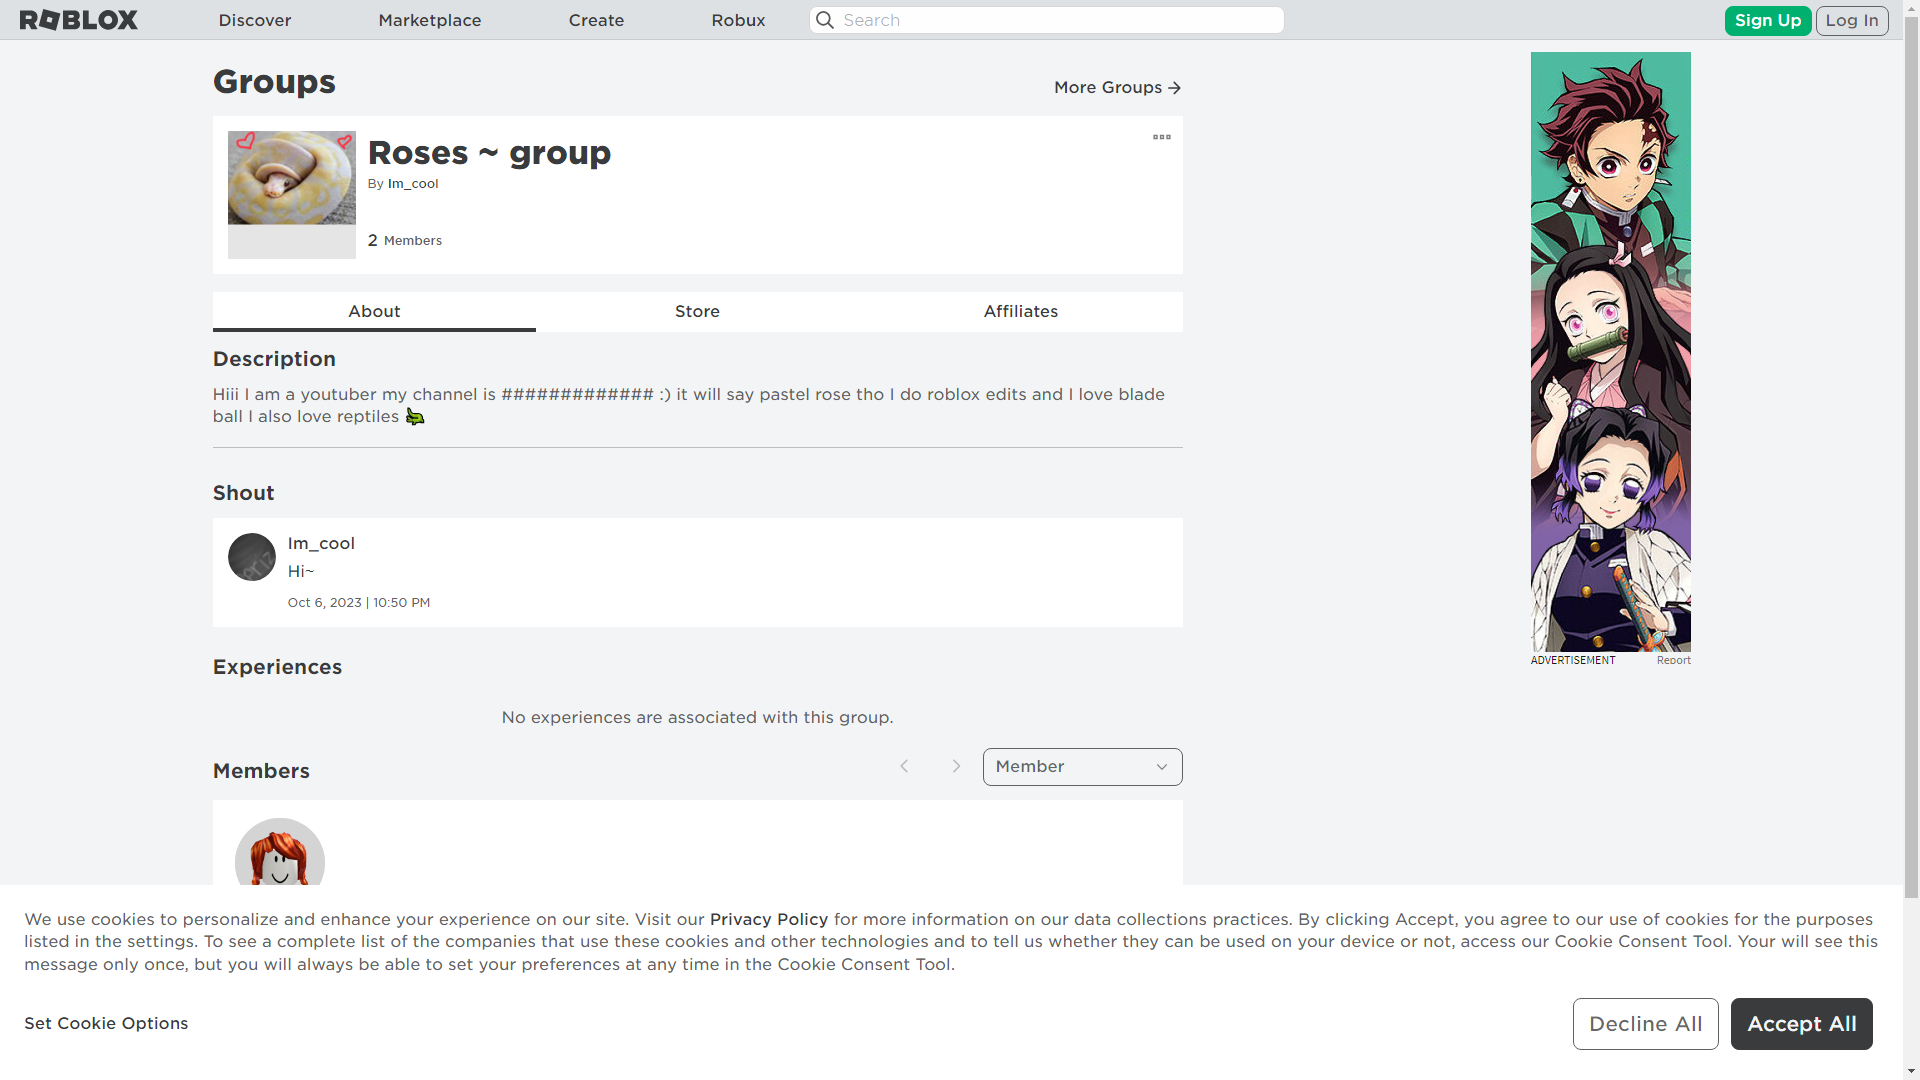 ROBLOX Discover Marketplace Create Robux Search Sign Up Log In
Groups
More Groups
Roses ~ group
By Im_cool
2 Members
About Store Affiliates
Description
Hiii I am a youtuber my channel is ############# :) it will say pastel rose tho I do roblox edits and I love blade
ball I also love reptiles
Shout
Im_cool
Hi~
Oct 6, 2023 | 10:50 PM
ADVERTISEMENT Report
Experiences
No experiences are associated with this group.
Members
Member
We use cookies to personalize and enhance your experience on our site. Visit our Privacy Policy for more information on our data collections practices. By clicking Accept, you agree to our use of cookies for the purposes
listed in the settings. To see a complete list of the companies that use these cookies and other technologies and to tell us whether they can be used on your device or not, access our Cookie Consent Tool. Your will see this
message only once, but you will always be able to set your preferences at any time in the Cookie Consent Tool.
Set Cookie Options
Decline All
Accept All